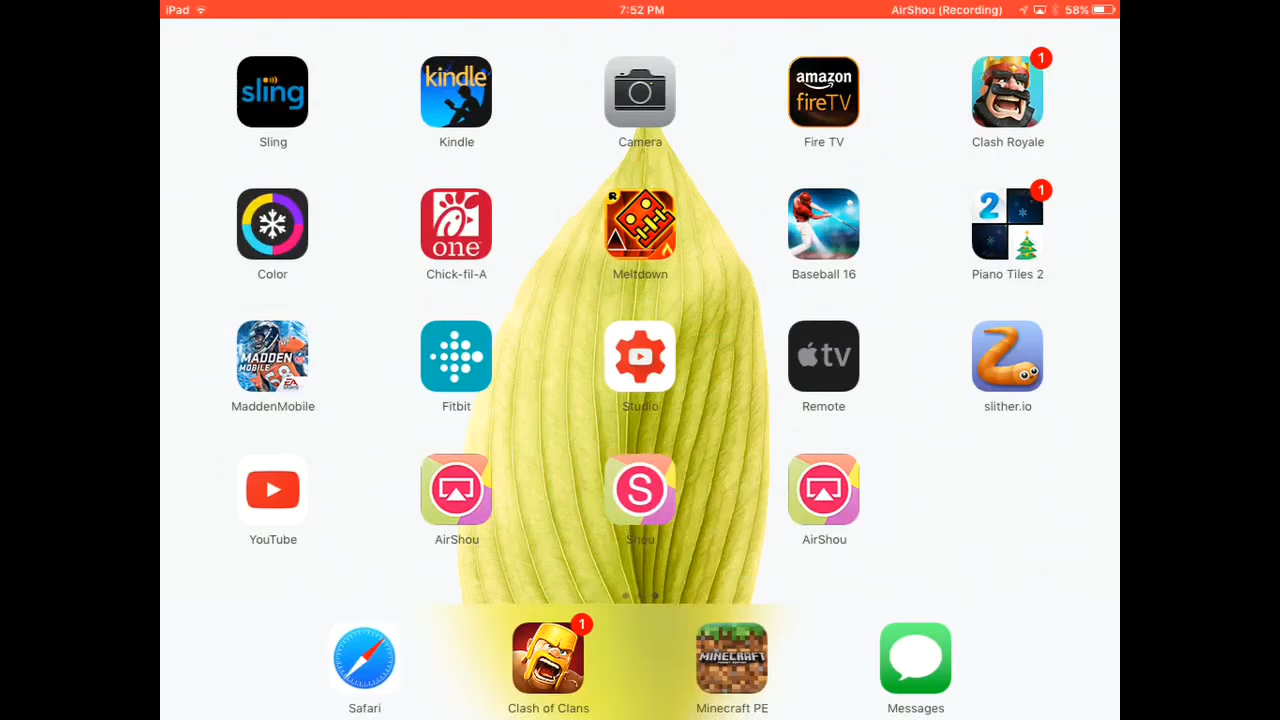 iPad 7:52 PM AirShou (Recording) 58%
sling kindle amazon fireTV 1
Sling Kindle Camera Fire TV Clash Royale
one R 2 1
Color Chick-fil-A Meltdown Baseball 16 Piano Tiles 2
MADDEN MOBILE EA SPORTS tv
MaddenMobile Fitbit Studio Remote slither.io
S
YouTube AirShou Shou AirShou
1 MINECRAFT
Safari Clash of Clans Minecraft PE Messages